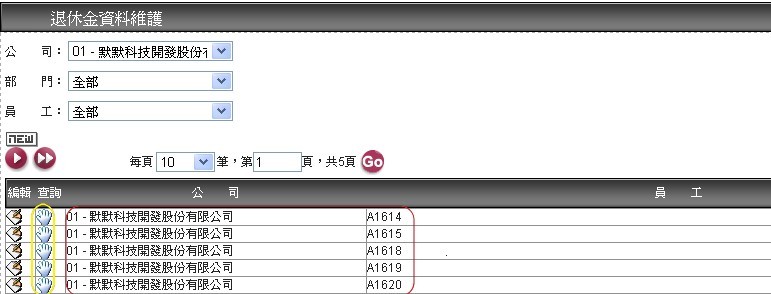 退休金資料維護
公 司： 01 - 默默科技開發股份有
部 門： 全部
員 工： 全部
NEW
每頁 10 筆，第 1 頁，共5頁 Go
編輯 查詢 公 司 員 工
01 - 默默科技開發股份有限公司 A1614
01 - 默默科技開發股份有限公司 A1615
01 - 默默科技開發股份有限公司 A1618
01 - 默默科技開發股份有限公司 A1619
01 - 默默科技開發股份有限公司 A1620